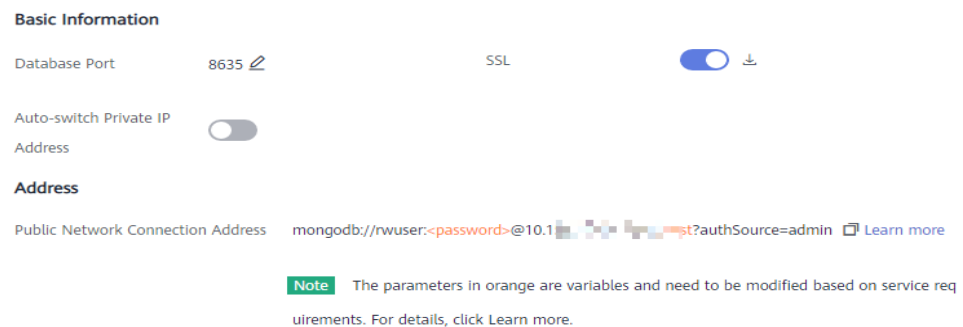 Basic Information
Database Port 8635 SSL
Auto-switch Private IP
Address
Address
Public Network Connection Address mongodb://rwuser:<password>@10.1 st?authSource=admin Learn more
Note The parameters in orange are variables and need to be modified based on service req
uirements. For details, click Learn more.